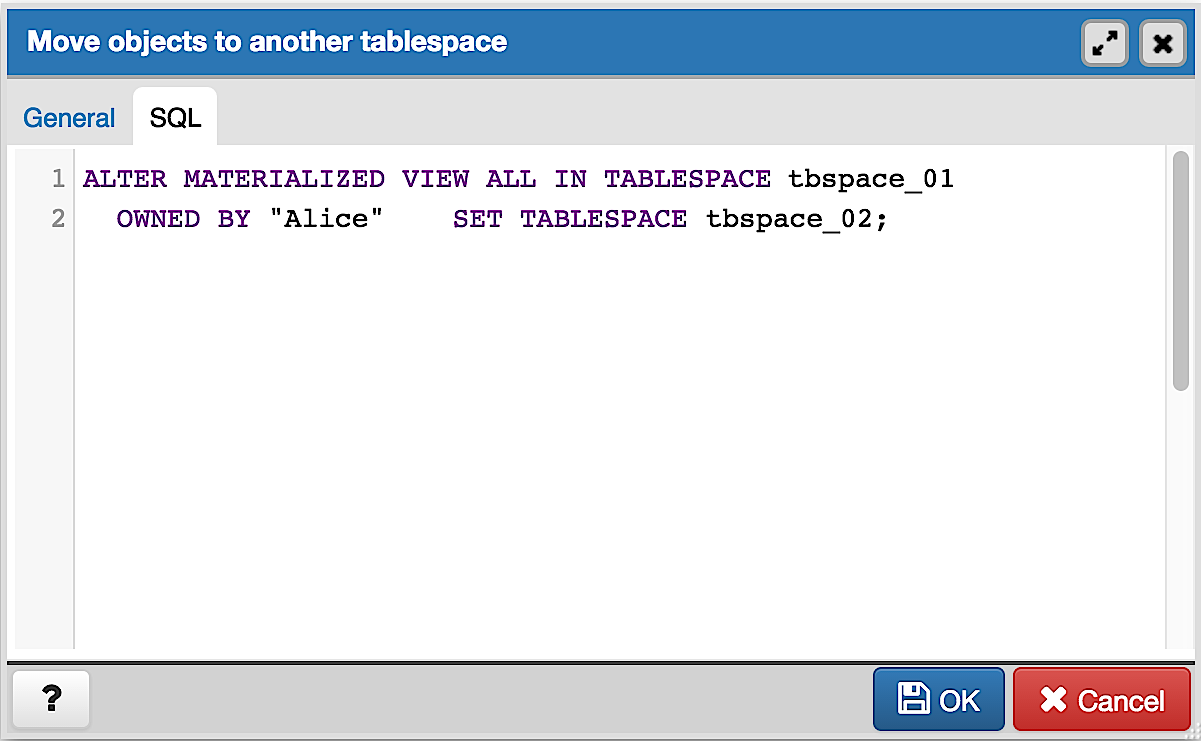 Move objects to another tablespace
General SQL
1 ALTER MATERIALIZED VIEW ALL IN TABLESPACE tbspace_01
2 OWNED BY "Alice" SET TABLESPACE tbspace_02;
? OK Cancel